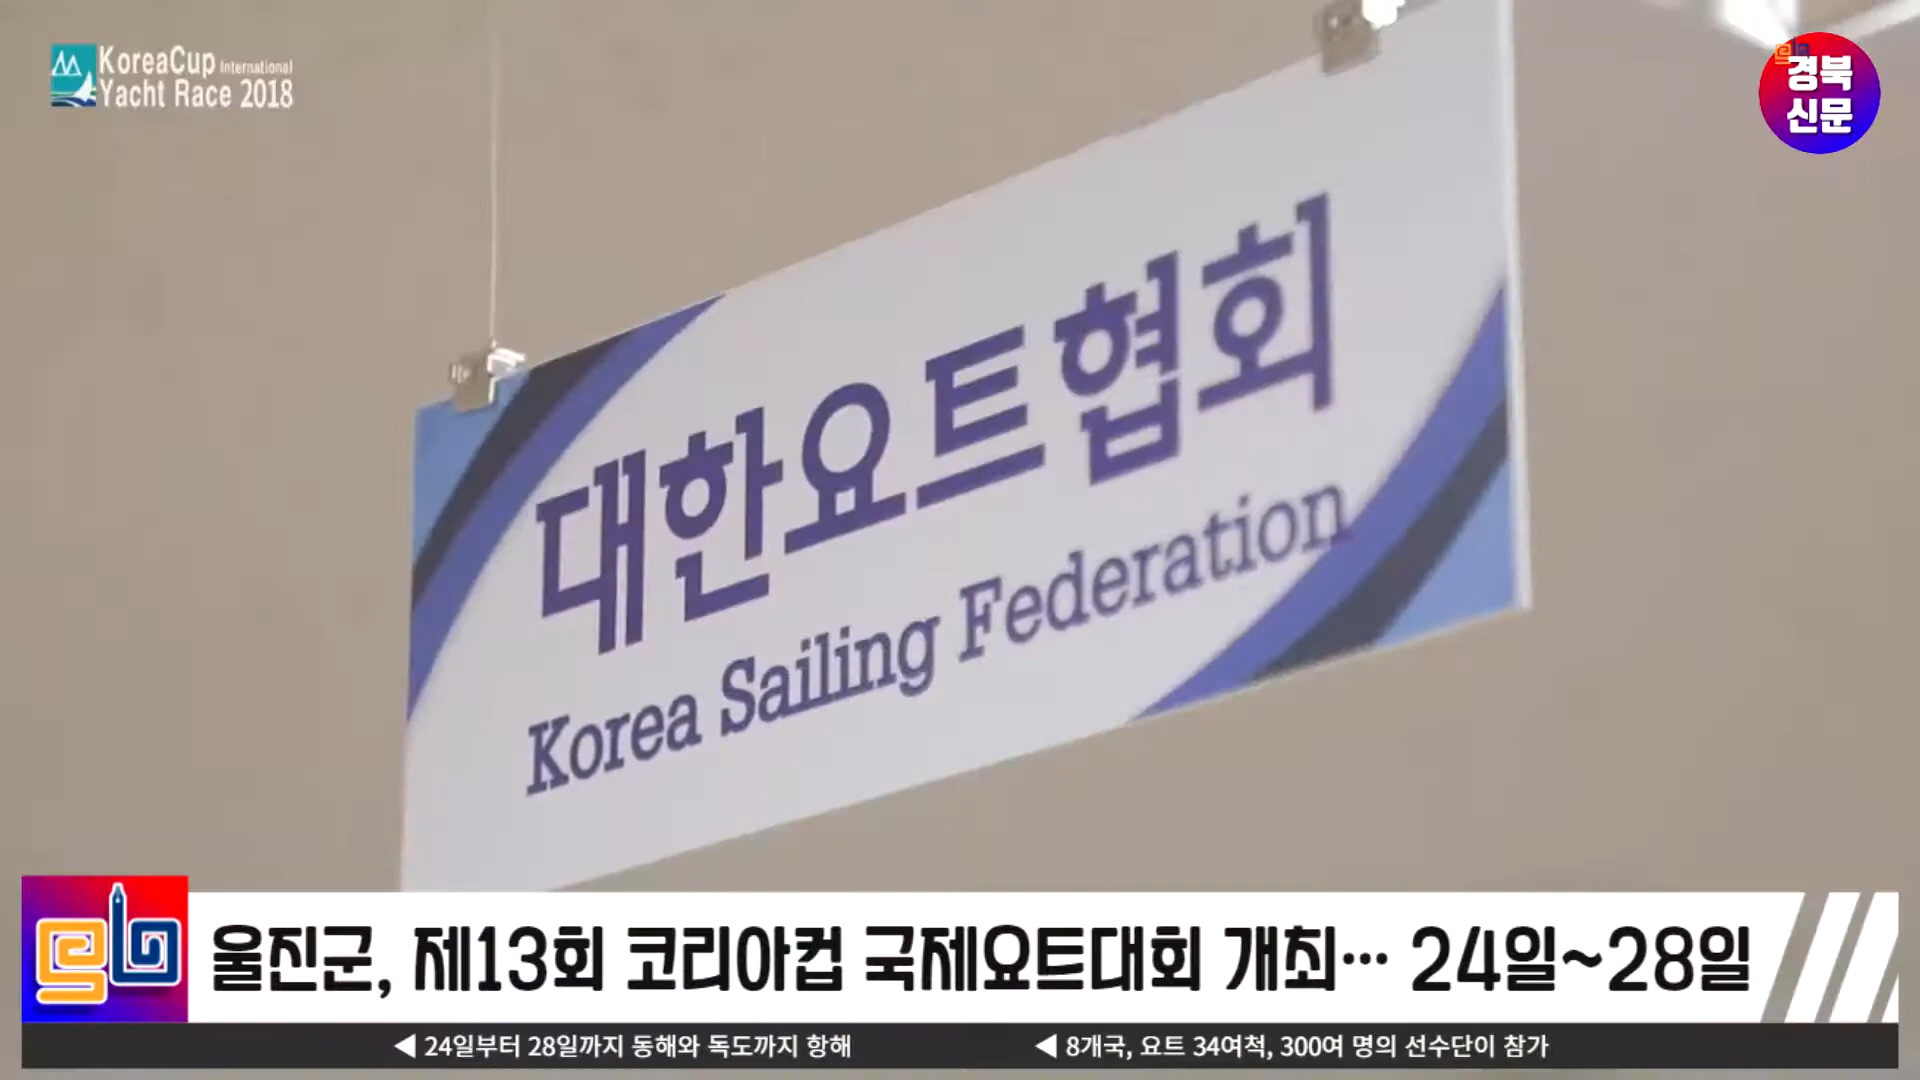 KoreaCup International
Yacht Race 2018
경북
신문
대한요트협회
Korea Sailing Federation
울진군, 제13회 코리아컵 국제요트대회 개최… 24일~28일
◀ 24일부터 28일까지 동해와 독도까지 항해
◀ 8개국, 요트 34여척, 300여 명의 선수단이 참가